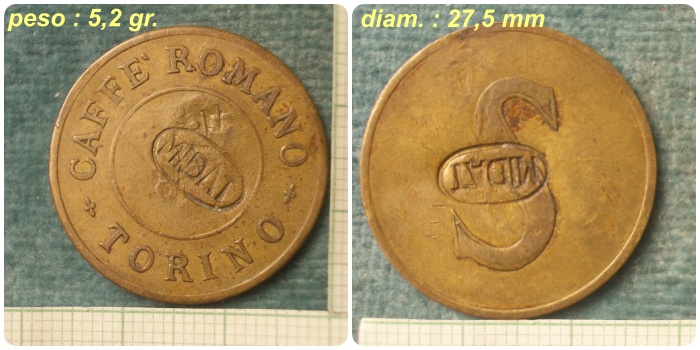 peso : 5,2 gr.
diam. : 27,5 mm
CAFFE' ROMANO
TORINO
S